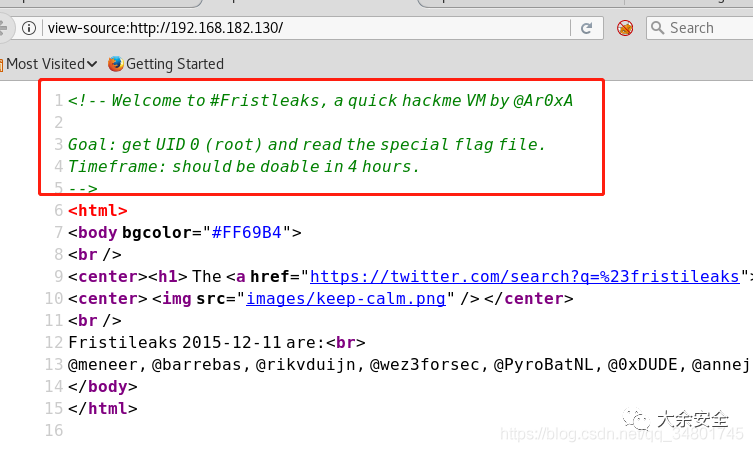 view-source:http://192.168.182.130/
Search
Most Visited
Getting Started
1 <!-- Welcome to #Fristleaks, a quick hackme VM by @Ar0xA
2
3 Goal: get UID 0 (root) and read the special flag file.
4 Timeframe: should be doable in 4 hours.
5 -->
6 <html>
7 <body bgcolor="#FF69B4">
8 <br />
9 <center><h1> The <a href="https://twitter.com/search?q=%23fristileaks">
10 <center> <img src="images/keep-calm.png" /> </center>
11 <br />
12 Fristileaks 2015-12-11 are:<br>
13 @meneer, @barrebas, @rikvduijn, @wez3forsec, @PyroBatNL, @0xDUDE, @annej
14 </body>
15 </html>
16
大余安全
https://blog.csdn.net/qq_34801745